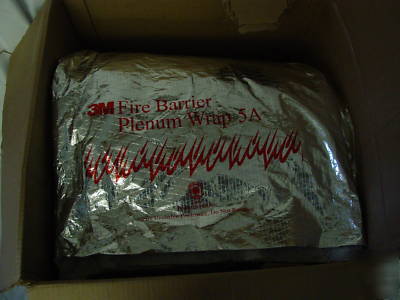 3M Fire Barrier
Plenum Wrap 5A